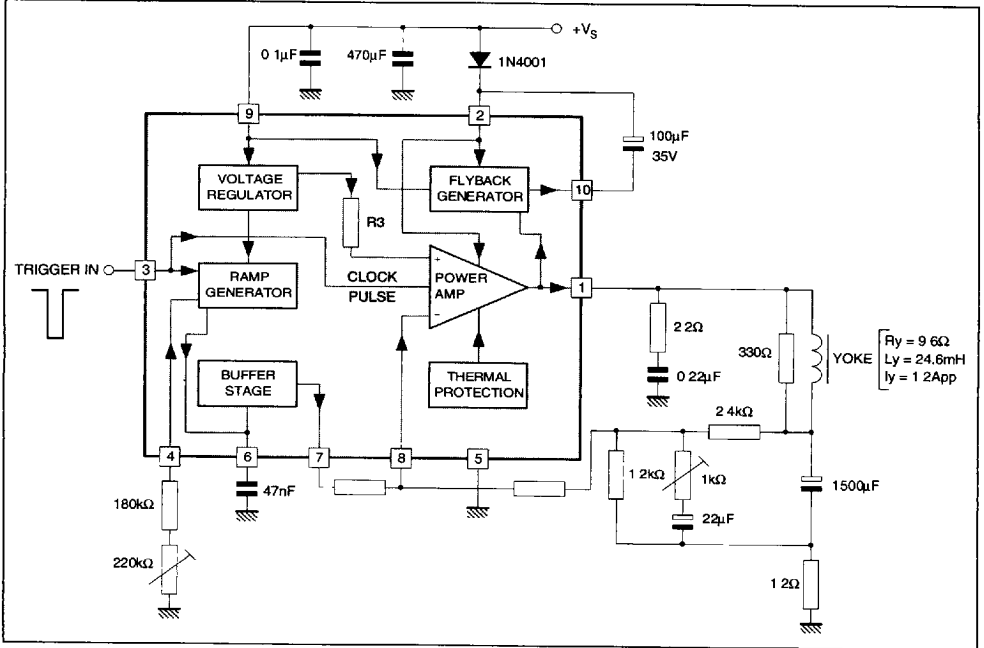 +VS
0 1µF
470µF
1N4001
9
2
100µF
35V
VOLTAGE
REGULATOR
FLYBACK
GENERATOR
10
R3
TRIGGER IN
3
RAMP
GENERATOR
CLOCK
PULSE
+
POWER
AMP
−
1
2 2Ω
0 22µF
330Ω
YOKE
Ry = 9 6Ω
Ly = 24.6mH
Iy = 1 2App
BUFFER
STAGE
THERMAL
PROTECTION
2 4kΩ
4
6
7
8
5
180kΩ
47nF
1 2kΩ
1kΩ
22µF
1500µF
220kΩ
1 2Ω